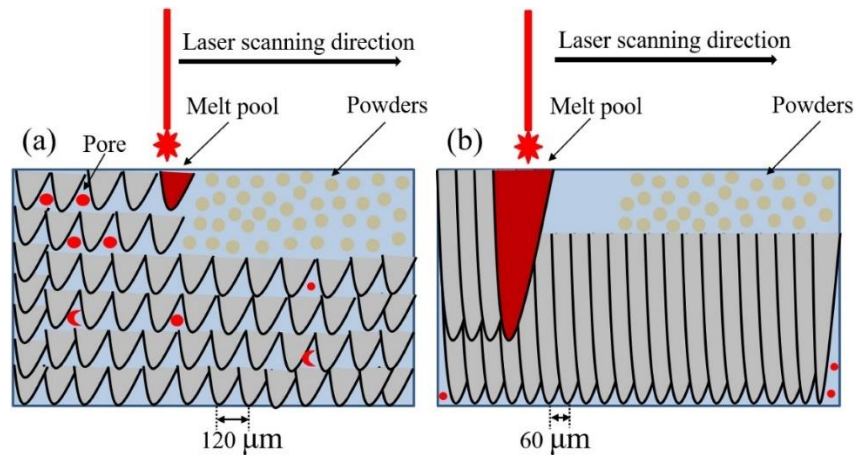 Laser scanning direction
Melt pool
Powders
(a)
Pore
120 μm
Laser scanning direction
Melt pool
Powders
(b)
60 μm